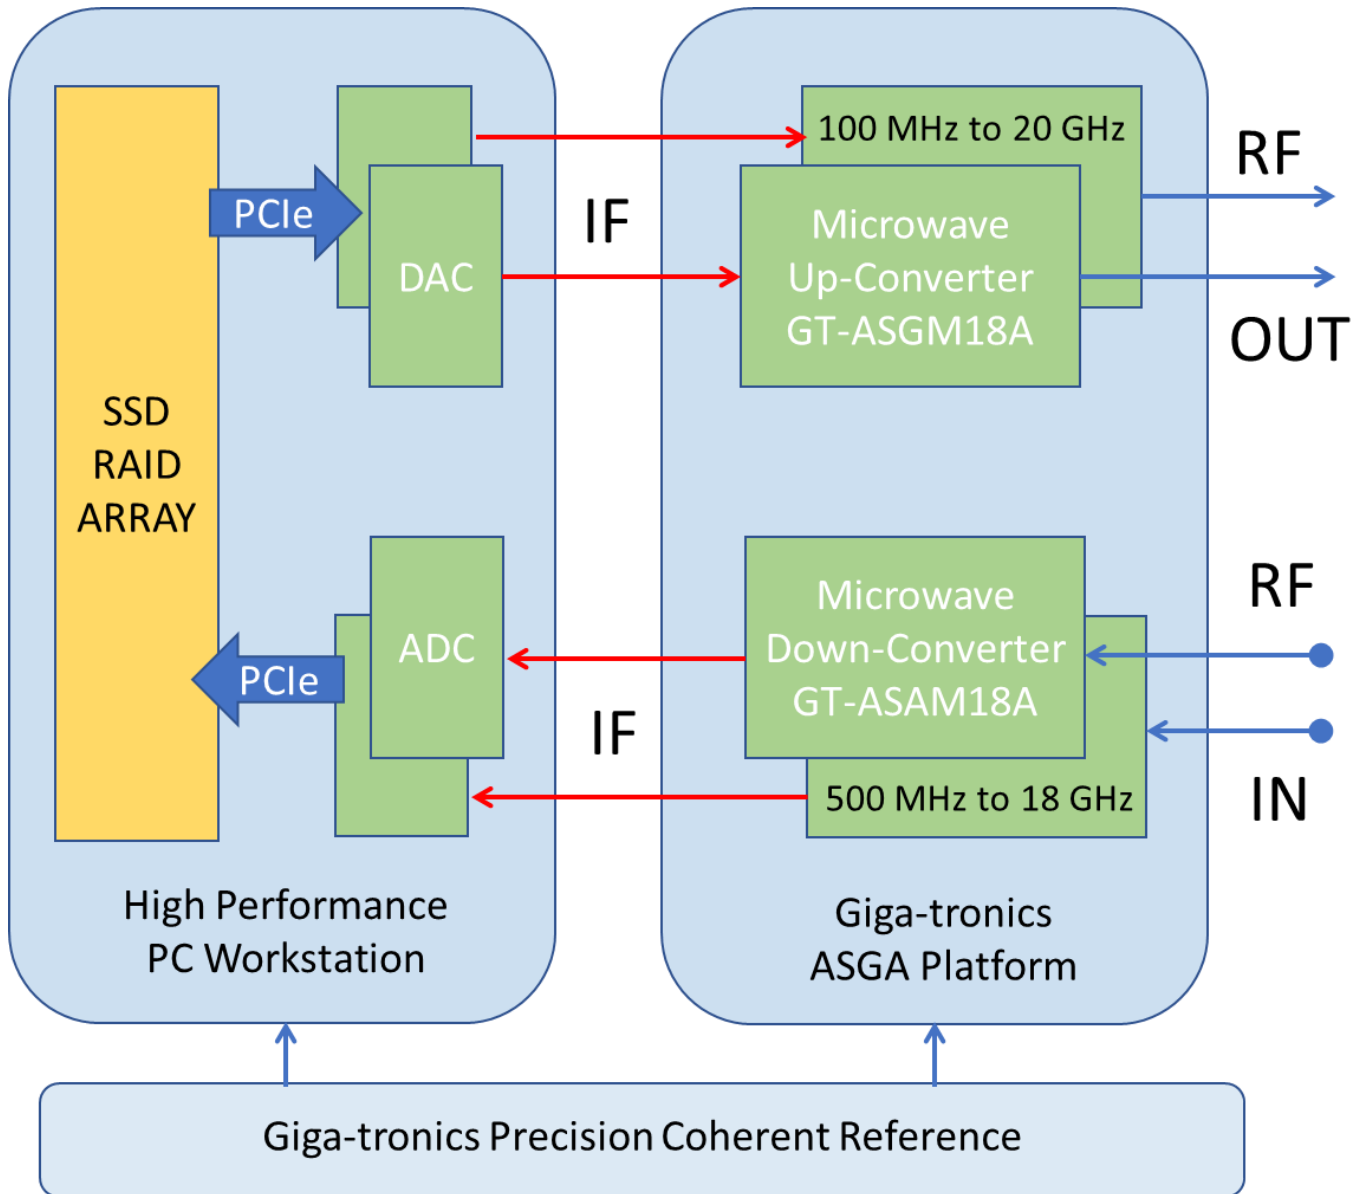 100 MHz to 20 GHz
RF
PCIe
IF
DAC
Microwave
Up-Converter
GT-ASGM18A
OUT
SSD
RAID
ARRAY
ADC
Microwave
Down-Converter
GT-ASAM18A
RF
PCIe
IF
500 MHz to 18 GHz
IN
High Performance
PC Workstation
Giga-tronics
ASGA Platform
Giga-tronics Precision Coherent Reference